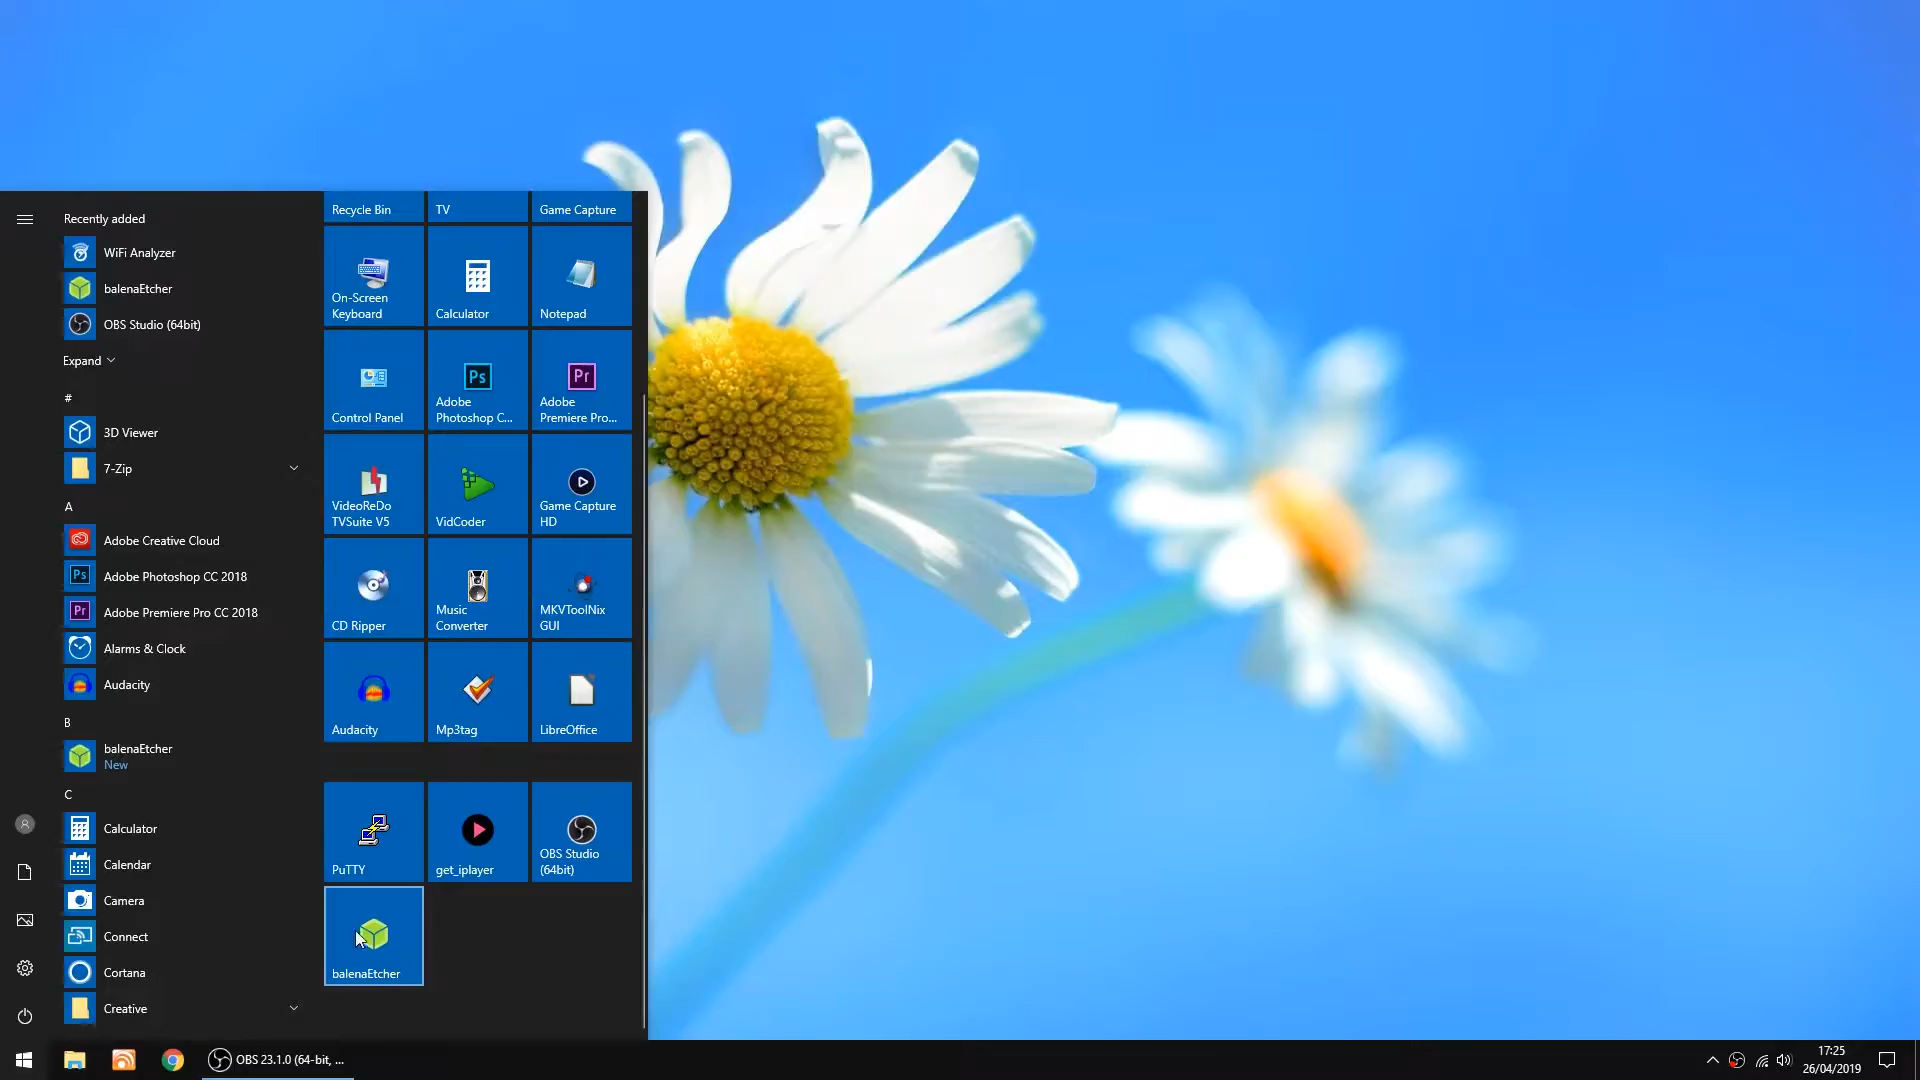 Recently added
WiFi Analyzer
balenaEtcher
OBS Studio (64bit)
Expand
#
3D Viewer
7-Zip
A
Adobe Creative Cloud
Ps
Adobe Photoshop CC 2018
Pr
Adobe Premiere Pro CC 2018
Alarms & Clock
Audacity
B
balenaEtcher
New
C
Calculator
Calendar
Camera
Connect
Cortana
Creative
Recycle Bin
TV
Game Capture
On-Screen
Keyboard
Calculator
Notepad
Control Panel
Ps
Adobe
Photoshop C...
Pr
Adobe
Premiere Pro...
VideoReDo
TVSuite V5
VidCoder
Game Capture
HD
CD Ripper
Music
Converter
MKVToolNix
GUI
Audacity
Mp3tag
LibreOffice
PuTTY
get_iplayer
OBS Studio
(64bit)
balenaEtcher
OBS 23.1.0 (64-bit, ...
17:25
26/04/2019